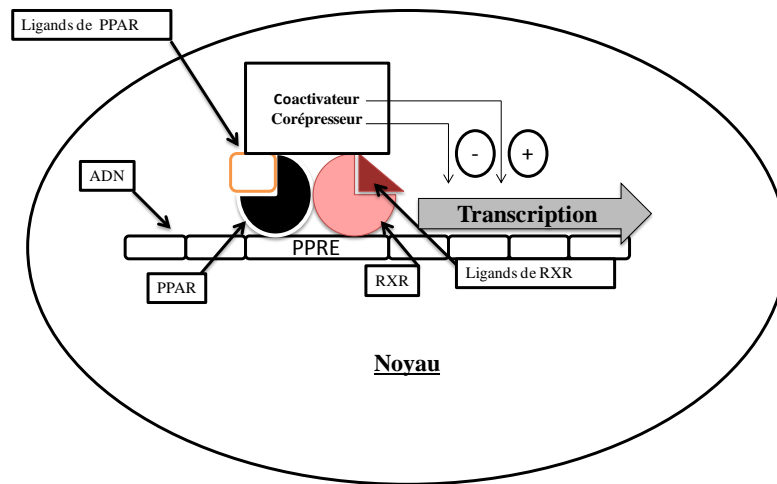 Ligands de PPAR
Coactivateur
Corépresseur
- +
ADN
Transcription
PPRE
PPAR
RXR
Ligands de RXR
Noyau